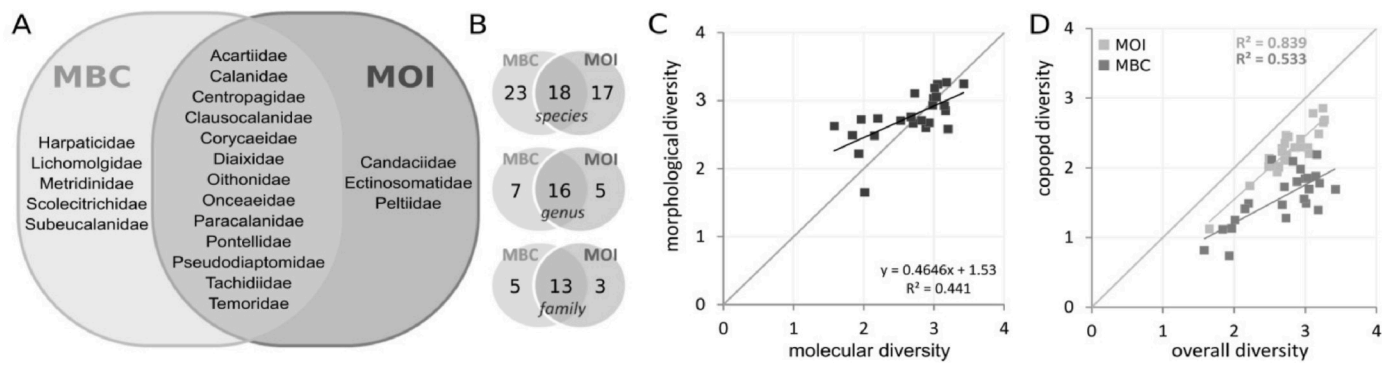 A
MBC
MOI
Harpaticidae
Lichomolgidae
Metridinidae
Scolecitrichidae
Subeucalanidae
Acartiidae
Calanidae
Centropagidae
Clausocalanidae
Corycaeidae
Diaixidae
Oithonidae
Onceaeidae
Paracalanidae
Pontellidae
Pseudodiaptomidae
Tachidiidae
Temoridae
Candaciidae
Ectinosomatidae
Peltiidae
B
MBC MOI
23 18 17
species
MBC MOI
7 16 5
genus
MBC MOI
5 13 3
family
C
morphological diversity
4
3
2
1
0
y = 0.4646x + 1.53
R² = 0.441
0 1 2 3 4
molecular diversity
D
copopd diversity
4
3
2
1
0
MOI
MBC
R² = 0.839
R² = 0.533
0 1 2 3 4
overall diversity